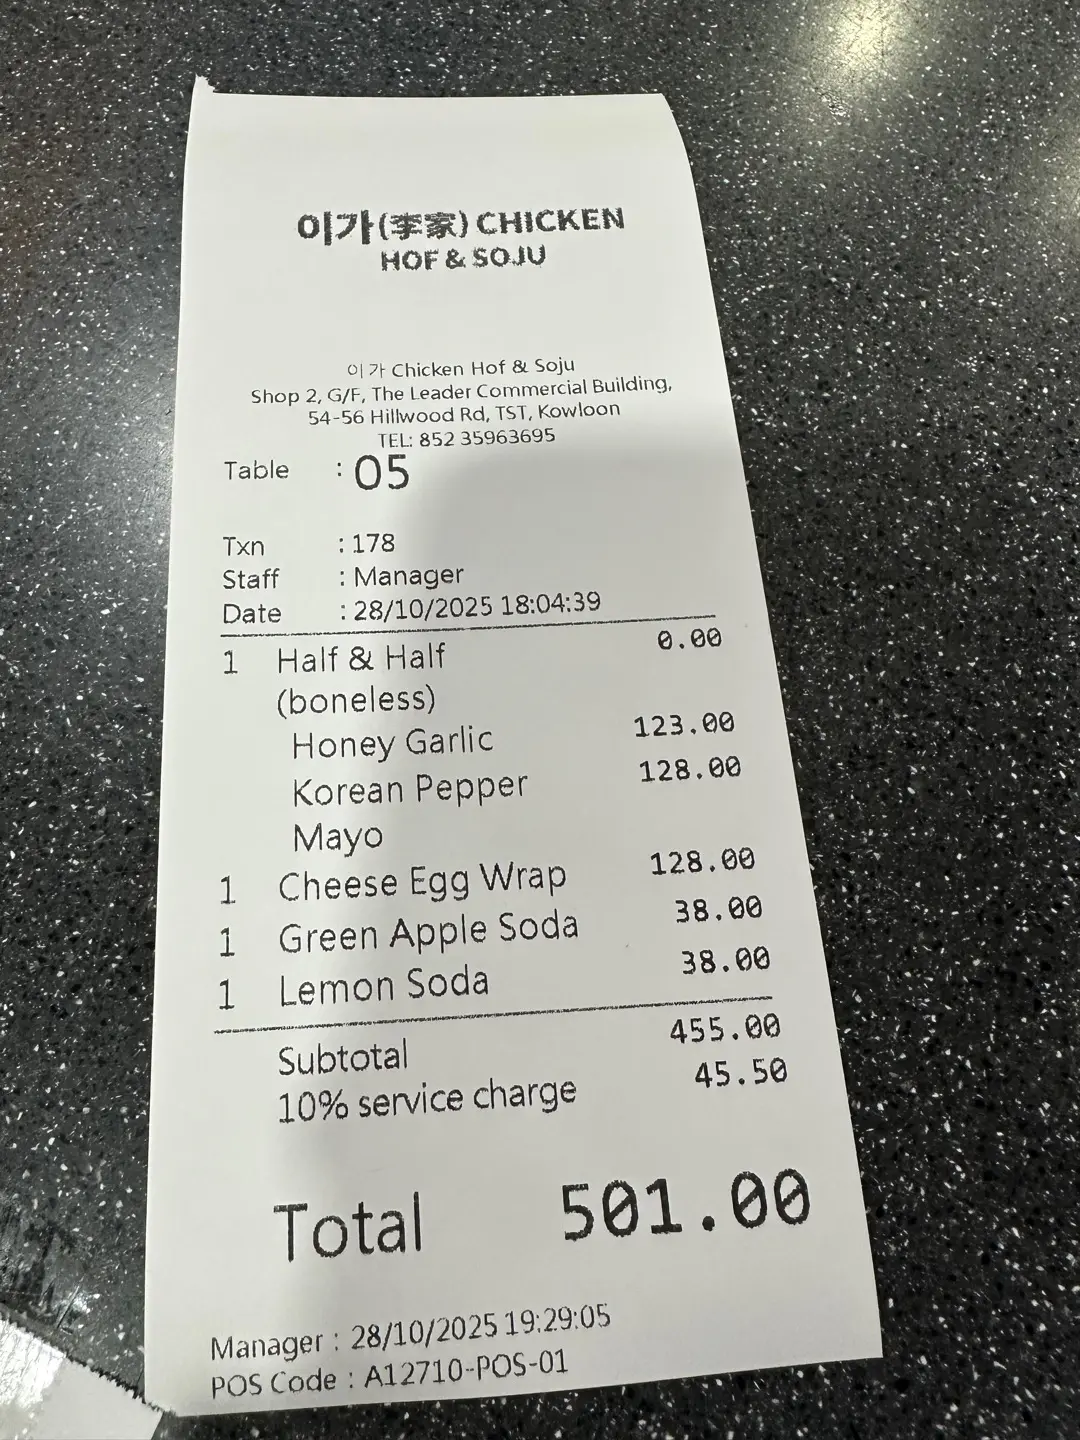 이가(李家) CHICKEN
HOF & SOJU
이가 Chicken Hof & Soju
Shop 2, G/F, The Leader Commercial Building,
54-56 Hillwood Rd, TST, Kowloon
TEL: 852 35963695
Table : 05
Txn : 178
Staff : Manager
Date : 28/10/2025 18:04:39
1 Half & Half 0.00
(boneless)
Honey Garlic 123.00
Korean Pepper 128.00
Mayo
1 Cheese Egg Wrap 128.00
1 Green Apple Soda 38.00
1 Lemon Soda 38.00
Subtotal 455.00
10% service charge 45.50
Total 501.00
Manager : 28/10/2025 19:29:05
POS Code : A12710-POS-01